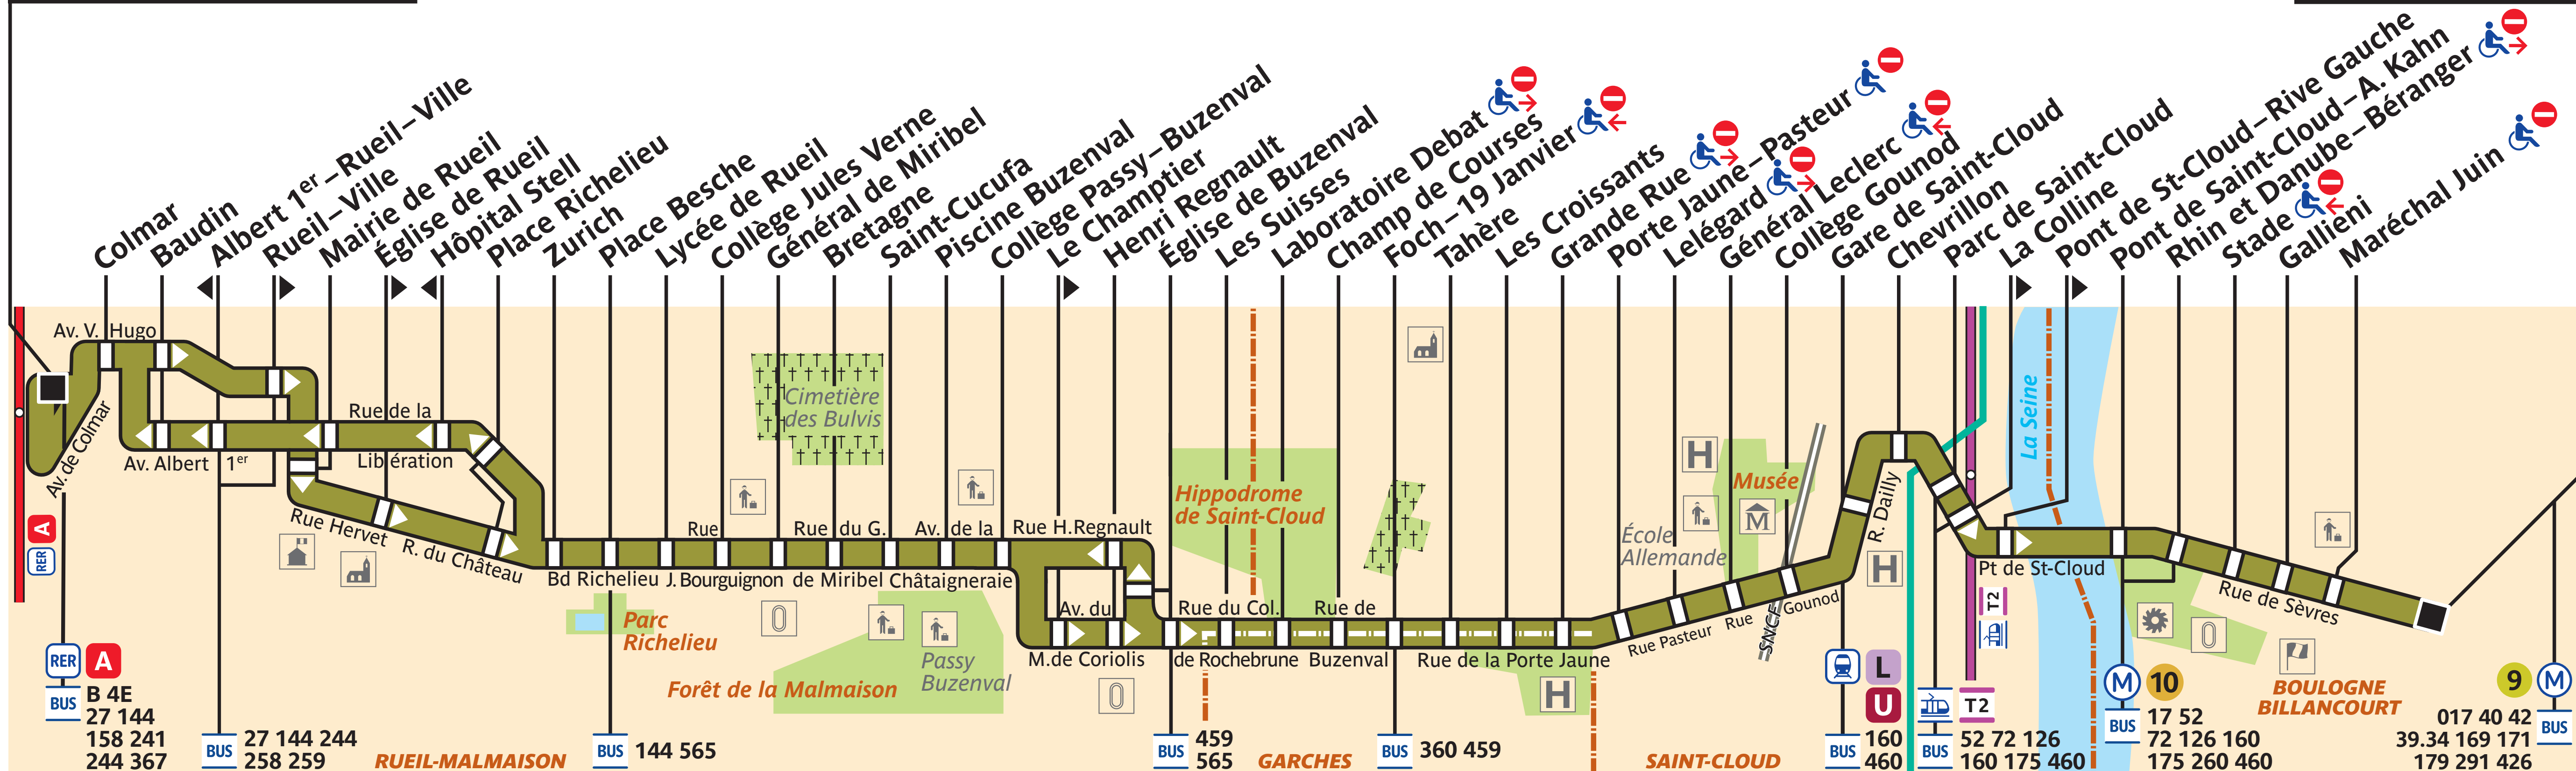 Colmar
Baudin
Albert 1er–Rueil–Ville
Rueil–Ville
Mairie de Rueil
Église de Rueil
Hôpital Stell
Place Richelieu
Zurich
Place Besche
Lycée de Rueil
Collège Jules Verne
Général de Miribel
Bretagne
Saint-Cucufa
Piscine Buzenval
Collège Passy–Buzenval
Le Champtier
Henri Regnault
Église de Buzenval
Les Suisses
Laboratoire Debat
Champ de Courses
Foch–19 Janvier
Tahère
Les Croissants
Grande Rue
Porte Jaune–Pasteur
Lelégard
Général Leclerc
Collège Gounod
Gare de Saint-Cloud
Chevrillon
Parc de Saint-Cloud
La Colline
Pont de St-Cloud–Rive Gauche
Pont de Saint-Cloud–A. Kahn
Rhin et Danube–Béranger
Stade
Gallieni
Maréchal Juin
Av. V. Hugo
Av. de Colmar
Av. Albert 1er
Rue de la
Libération
Rue Hervet
R. du Château
Bd Richelieu
Rue
J. Bourguignon
Rue du G.
de Miribel
Av. de la
Châtaigneraie
Rue H.Regnault
Av. du
M.de Coriolis
Rue du Col.
de Rochebrune
Rue de
Buzenval
Rue de la Porte Jaune
Rue Pasteur
Rue Gounod
SNCF
R. Dailly
Pt de St-Cloud
Rue de Sèvres
Cimetière
des Bulvis
Hippodrome
de Saint-Cloud
Musée
M
École
Allemande
H
H
H
La Seine
Parc
Richelieu
Forêt de la Malmaison
Passy
Buzenval
A
RER
T2
RER A
BUS
B 4E
27 144
158 241
244 367
BUS
27 144 244
258 259
RUEIL-MALMAISON
BUS
144 565
BUS
459
565
GARCHES
BUS
360 459
SAINT-CLOUD
L
U
BUS
160
460
T2
BUS
52 72 126
160 175 460
M 10
BUS
17 52
72 126 160
175 260 460
BOULOGNE
BILLANCOURT
9 M
BUS
017 40 42
39.34 169 171
179 291 426